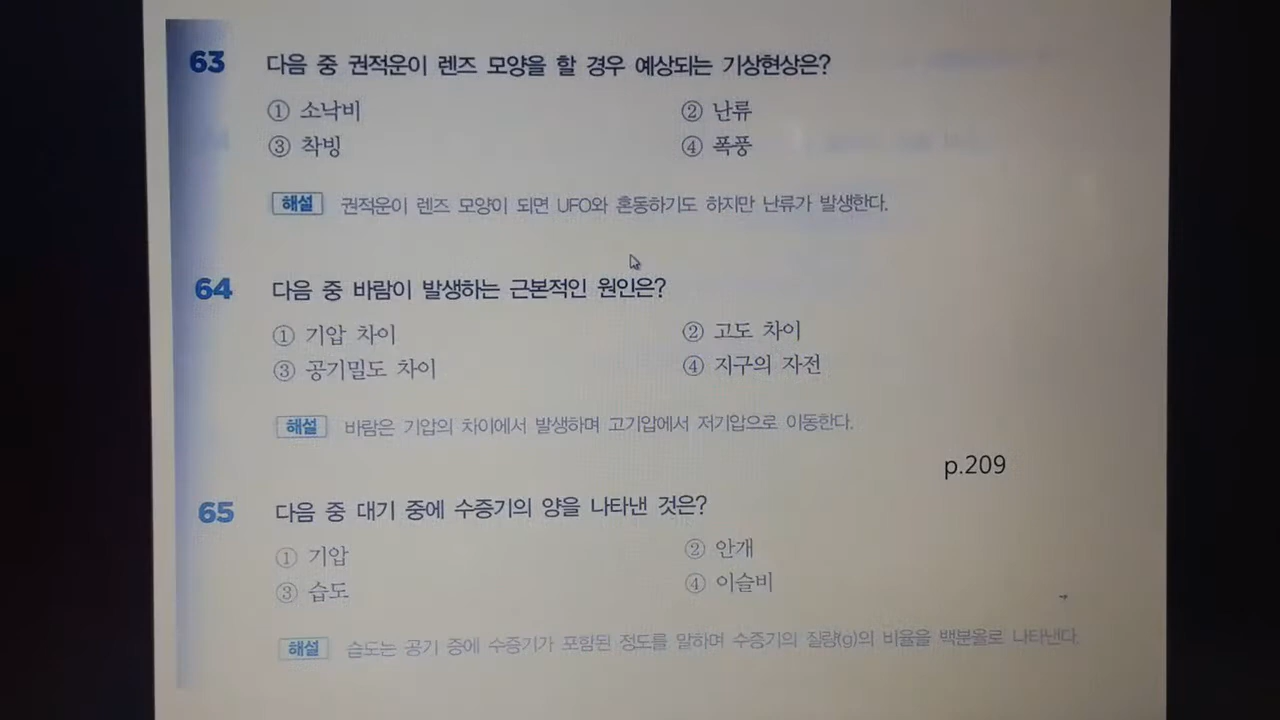 63 다음 중 권적운이 렌즈 모양을 할 경우 예상되는 기상현상은?
① 소낙비 ② 난류
③ 착빙 ④ 폭풍
해설 권적운이 렌즈 모양이 되면 UFO와 혼동하기도 하지만 난류가 발생한다.
64 다음 중 바람이 발생하는 근본적인 원인은?
① 기압 차이 ② 고도 차이
③ 공기밀도 차이 ④ 지구의 자전
해설 바람은 기압의 차이에서 발생하며 고기압에서 저기압으로 이동한다.
p.209
65 다음 중 대기 중에 수증기의 양을 나타낸 것은?
① 기압 ② 안개
③ 습도 ④ 이슬비
해설 습도는 공기 중에 수증기가 포함된 정도를 말하며 수증기의 질량(g)의 비율을 백분율로 나타낸다.